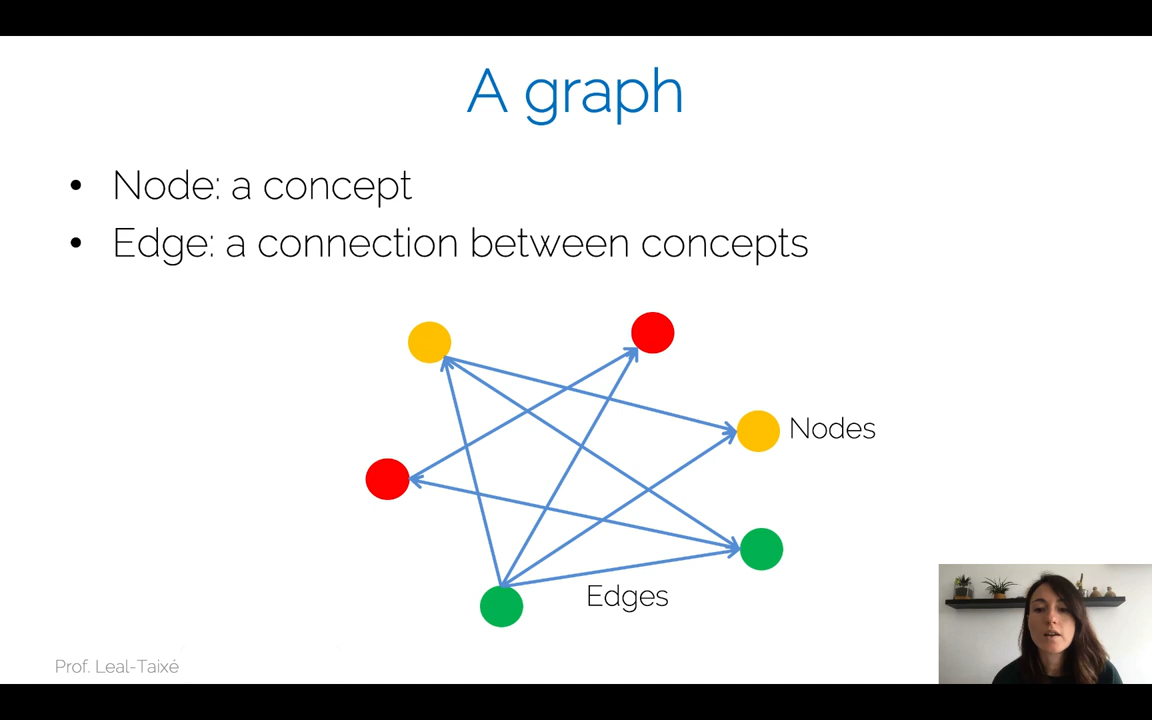 A graph
• Node: a concept
• Edge: a connection between concepts
Nodes
Edges
Prof. Leal-Taixé